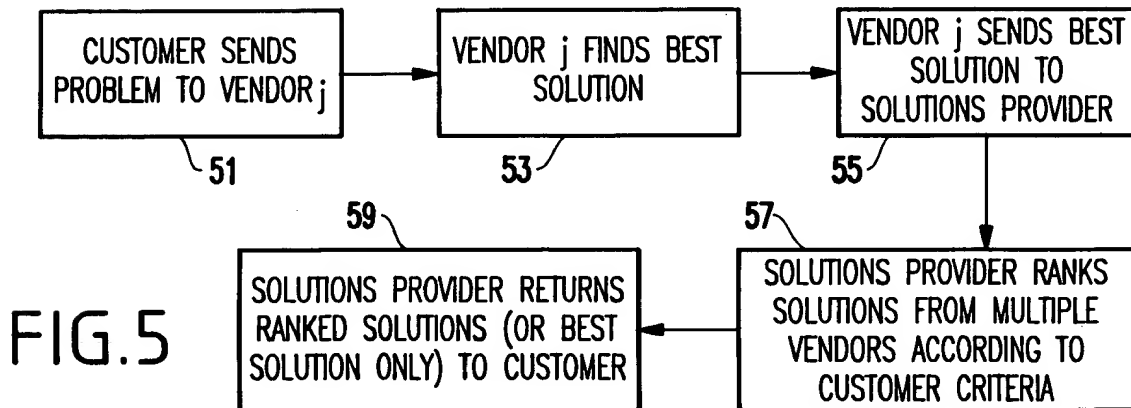 CUSTOMER SENDS
PROBLEM TO VENDOR j
51
VENDOR j FINDS BEST
SOLUTION
53
VENDOR j SENDS BEST
SOLUTION TO
SOLUTIONS PROVIDER
55
57
SOLUTIONS PROVIDER RANKS
SOLUTIONS FROM MULTIPLE
VENDORS ACCORDING TO
CUSTOMER CRITERIA
59
SOLUTIONS PROVIDER RETURNS
RANKED SOLUTIONS (OR BEST
SOLUTION ONLY) TO CUSTOMER
FIG.5